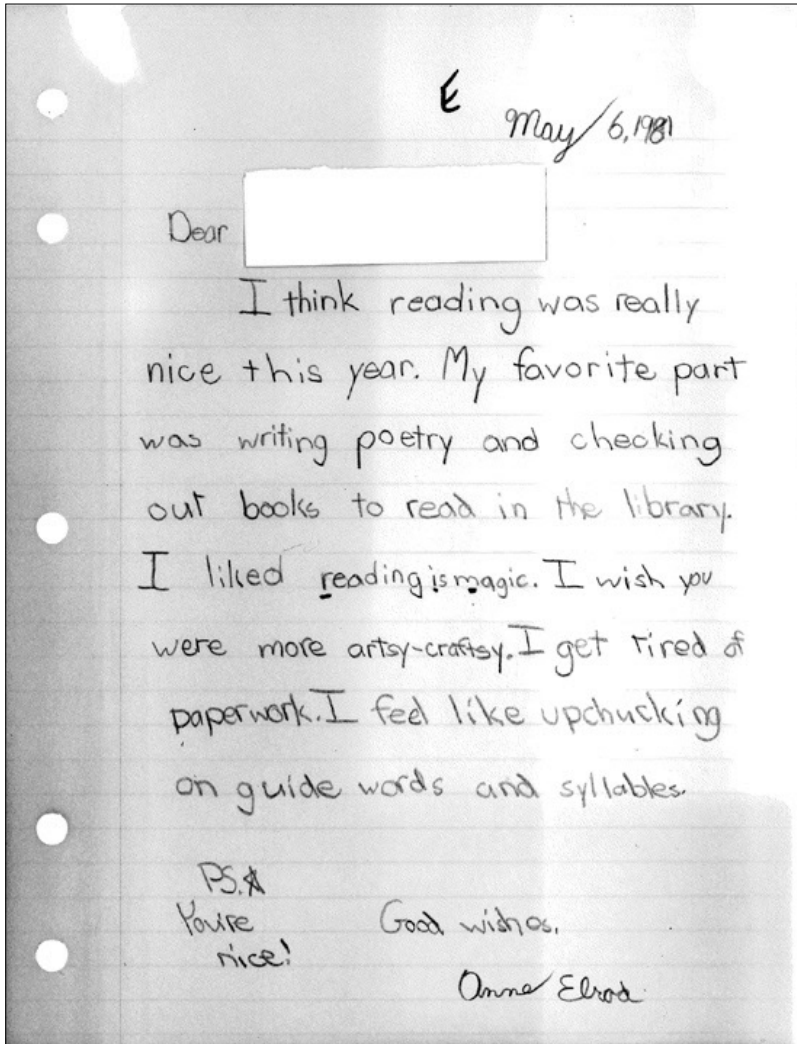 E
May 6, 1981
Dear
I think reading was really
nice this year. My favorite part
was writing poetry and checking
out books to read in the library.
I liked reading is magic. I wish you
were more artsy-craftsy. I get tired of
paperwork. I feel like upchucking
on guide words and syllables.
P.S.
You're
nice!
Good wishes,
Anne Elrod